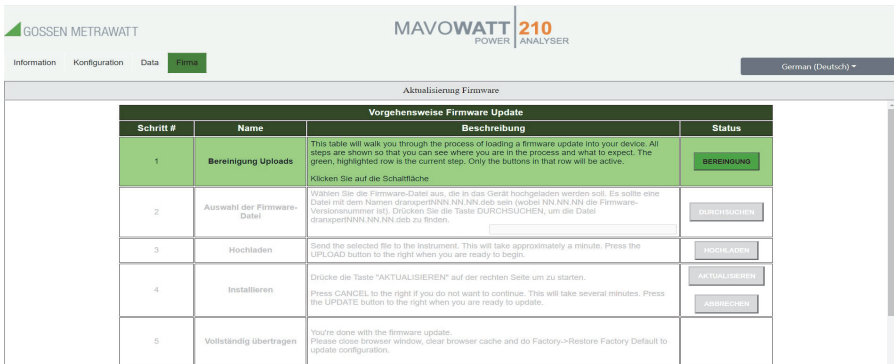 GOSSEN METRAWATT
MAVOWATT 210
POWER ANALYSER
Information Konfiguration Data Firma
German (Deutsch)
Aktualisierung Firmware
Vorgehensweise Firmware Update
Schritt # Name Beschreibung Status
This table will walk you through the process of loading a firmware update into your device. All
steps are shown so that you can see where you are in the process and what to expect. The
green, highlighted row is the current step. Only the buttons in that row will be active.
1 Bereinigung Uploads BEREINGUNG
Klicken Sie auf die Schaltfläche
Wählen Sie die Firmware-Datei aus, die in das Gerät hochgeladen werden soll. Es sollte eine
Datei mit dem Namen dranxpertNNN.NN.NN.deb sein (wobei NN.NN.NN die Firmware-
Versionsnummer ist). Drücken Sie die Taste DURCHSUCHEN, um die Datei
dranxpertNNN.NN.NN.deb zu finden.
2 Auswahl der Firmware-
Datei DURCHSUCHEN
3 Hochladen Send the selected file to the instrument. This will take approximately a minute. Press the
UPLOAD button to the right when you are ready to begin. HOCHLADEN
Drücke die Taste "AKTUALISIEREN" auf der rechten Seite um zu starten. AKTUALISIEREN
4 Installieren
Press CANCEL to the right if you do not want to continue. This will take several minutes. Press
the UPDATE button to the right when you are ready to update. ABBRECHEN
5 Vollständig übertragen You're done with the firmware update.
Please close browser window, clear browser cache and do Factory->Restore Factory Default to
update configuration.